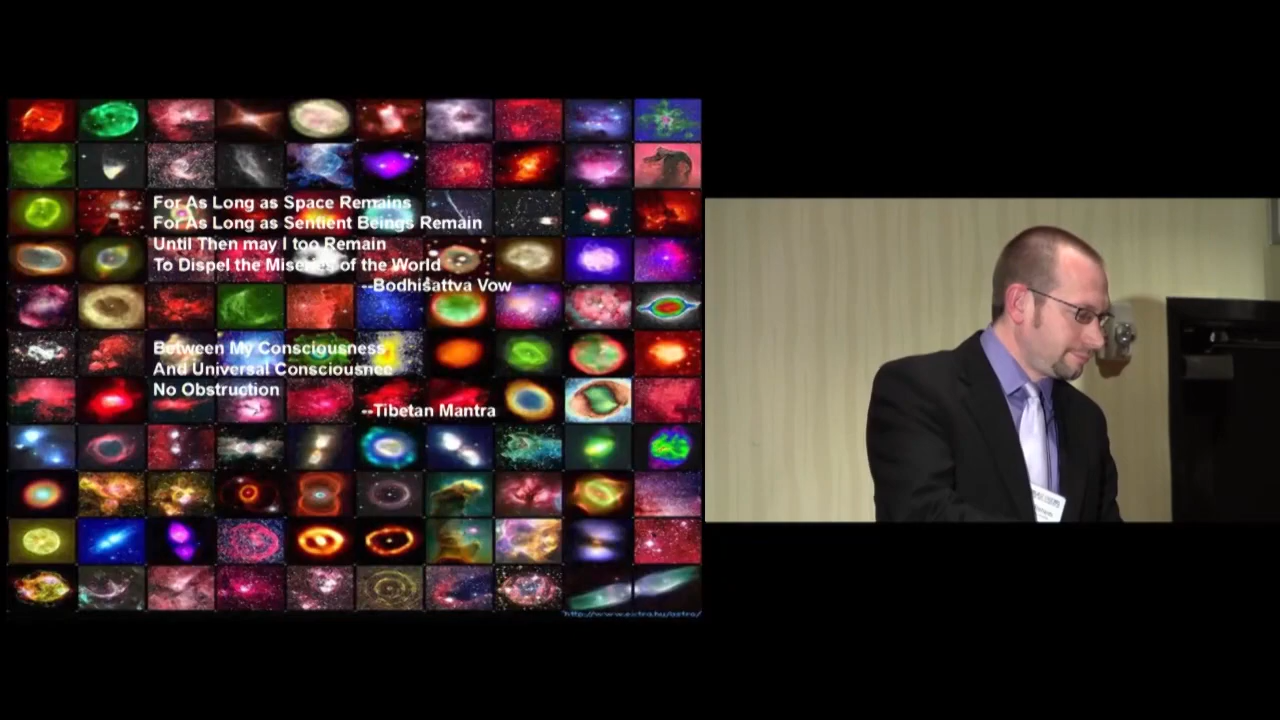 For As Long as Space Remains
For As Long as Sentient Beings Remain
Until Then may I too Remain
To Dispel the Miseries of the World
--Bodhisattva Vow
Between My Consciousness
And Universal Consciousnee
No Obstruction
--Tibetan Mantra